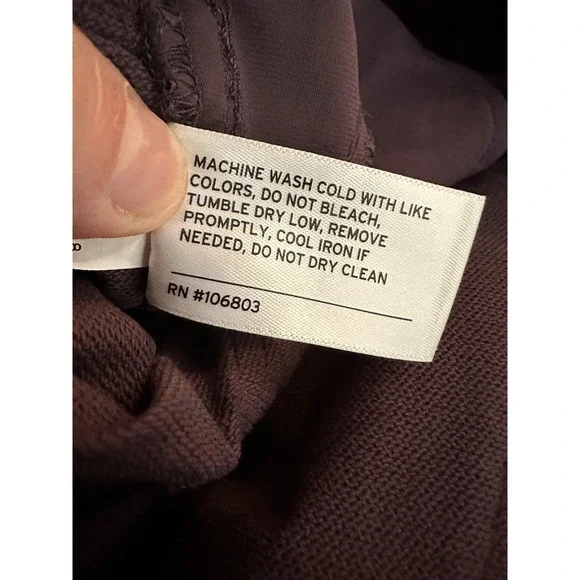 MACHINE WASH COLD WITH LIKE
COLORS, DO NOT BLEACH,
TUMBLE DRY LOW, REMOVE
PROMPTLY, COOL IRON IF
NEEDED, DO NOT DRY CLEAN
RN #106803